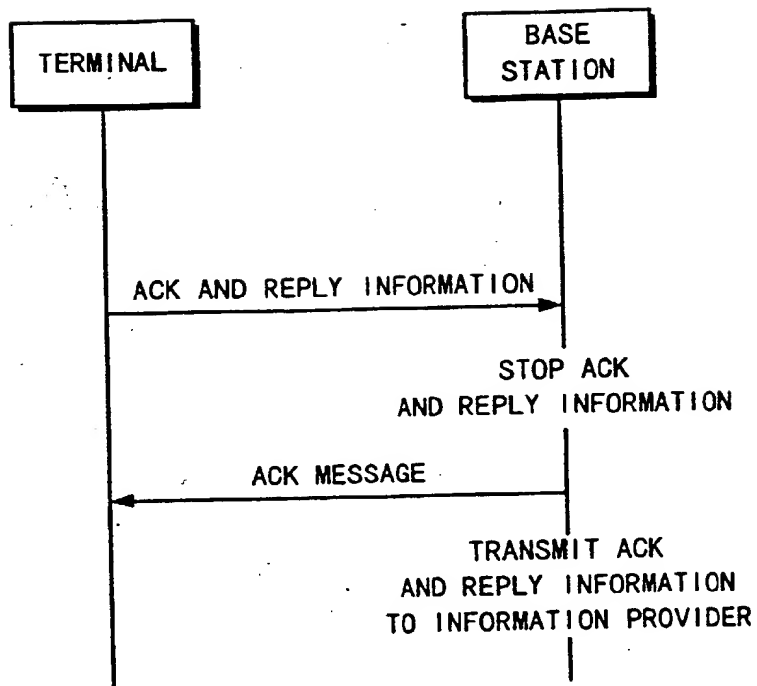 TERMINAL
BASE
STATION
ACK AND REPLY INFORMATION
STOP ACK
AND REPLY INFORMATION
ACK MESSAGE
TRANSMIT ACK
AND REPLY INFORMATION
TO INFORMATION PROVIDER